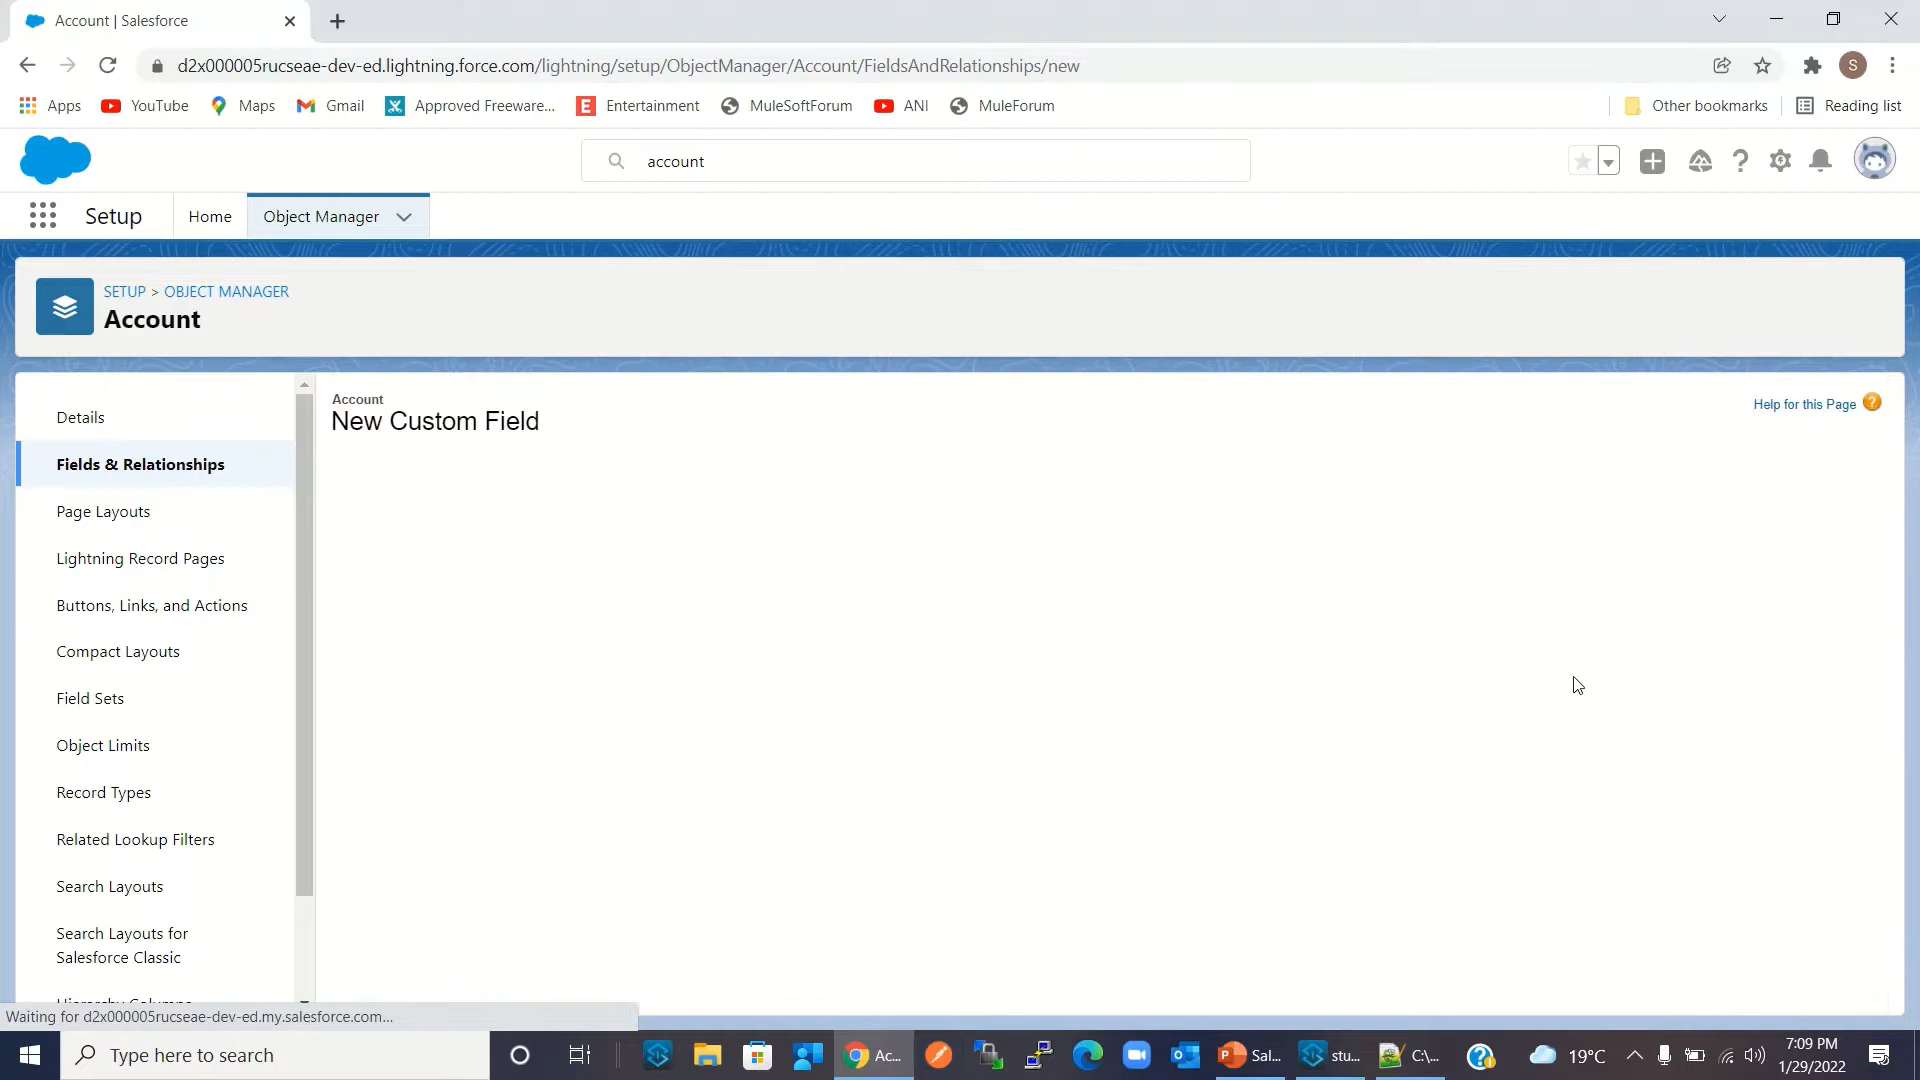 Account | Salesforce
d2x000005rucseae-dev-ed.lightning.force.com/lightning/setup/ObjectManager/Account/FieldsAndRelationships/new
S
Apps YouTube Maps Gmail Approved Freeware... Entertainment MuleSoftForum ANI MuleForum Other bookmarks Reading list
account
Setup Home Object Manager
SETUP > OBJECT MANAGER
Account
Details
Fields & Relationships
Page Layouts
Lightning Record Pages
Buttons, Links, and Actions
Compact Layouts
Field Sets
Object Limits
Record Types
Related Lookup Filters
Search Layouts
Search Layouts for
Salesforce Classic
Hierarchy Columns
Account
New Custom Field
Help for this Page
Waiting for d2x000005rucseae-dev-ed.my.salesforce.com...
Type here to search
Ac...
Sal...
stu...
C:\...
19°C
7:09 PM
1/29/2022